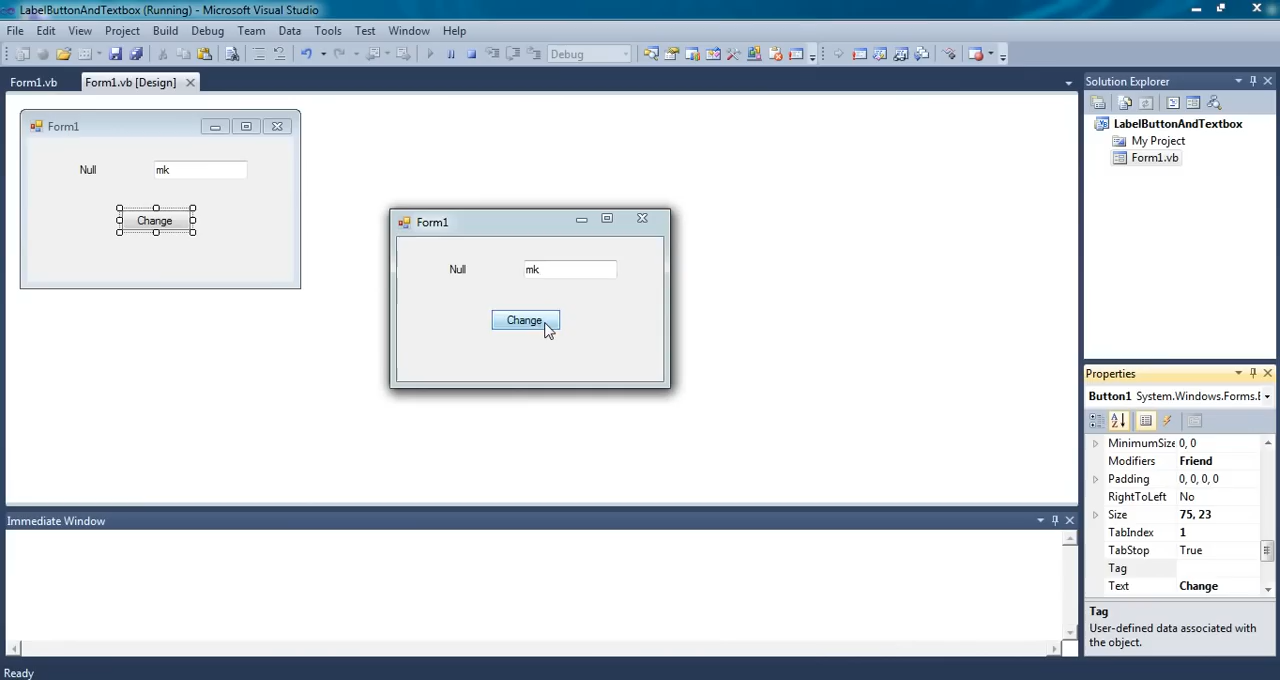 LabelButtonAndTextbox (Running) - Microsoft Visual Studio
File Edit View Project Build Debug Team Data Tools Test Window Help
Debug
Form1.vb Form1.vb [Design]
Form1
Null mk
Change
Form1
Null mk
Change
Immediate Window
Ready
Solution Explorer
LabelButtonAndTextbox
My Project
Form1.vb
Properties
Button1 System.Windows.Forms.B
MinimumSize 0, 0
Modifiers Friend
Padding 0, 0, 0, 0
RightToLeft No
Size 75, 23
TabIndex 1
TabStop True
Tag
Text Change
Tag
User-defined data associated with
the object.